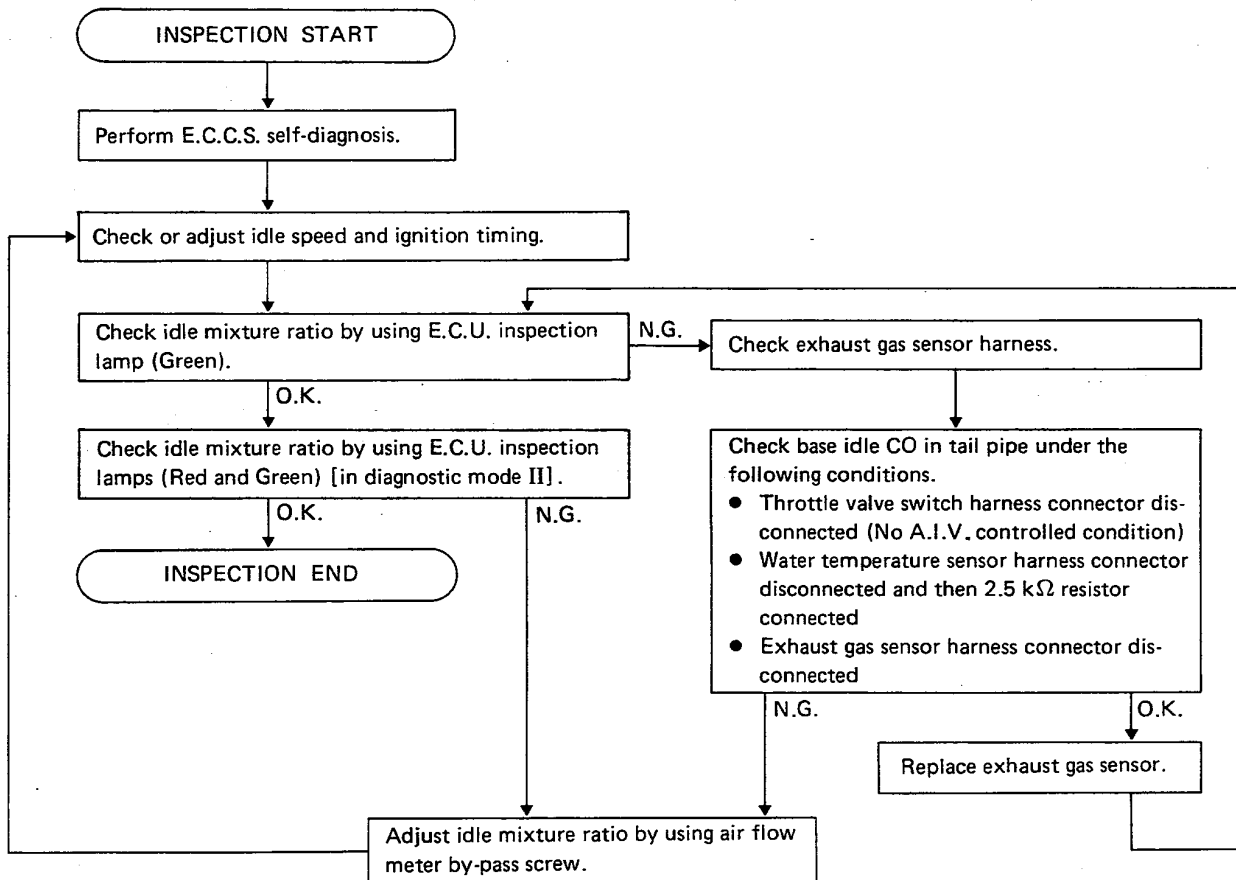 INSPECTION START
Perform E.C.C.S. self-diagnosis.
Check or adjust idle speed and ignition timing.
Check idle mixture ratio by using E.C.U. inspection
lamp (Green).
N.G.
Check exhaust gas sensor harness.
O.K.
Check idle mixture ratio by using E.C.U. inspection
lamps (Red and Green) [in diagnostic mode II].
O.K.
N.G.
INSPECTION END
Check base idle CO in tail pipe under the
following conditions.
● Throttle valve switch harness connector dis-
connected (No A.I.V. controlled condition)
● Water temperature sensor harness connector
disconnected and then 2.5 kΩ resistor
connected
● Exhaust gas sensor harness connector dis-
connected
N.G.
O.K.
Replace exhaust gas sensor.
Adjust idle mixture ratio by using air flow
meter by-pass screw.